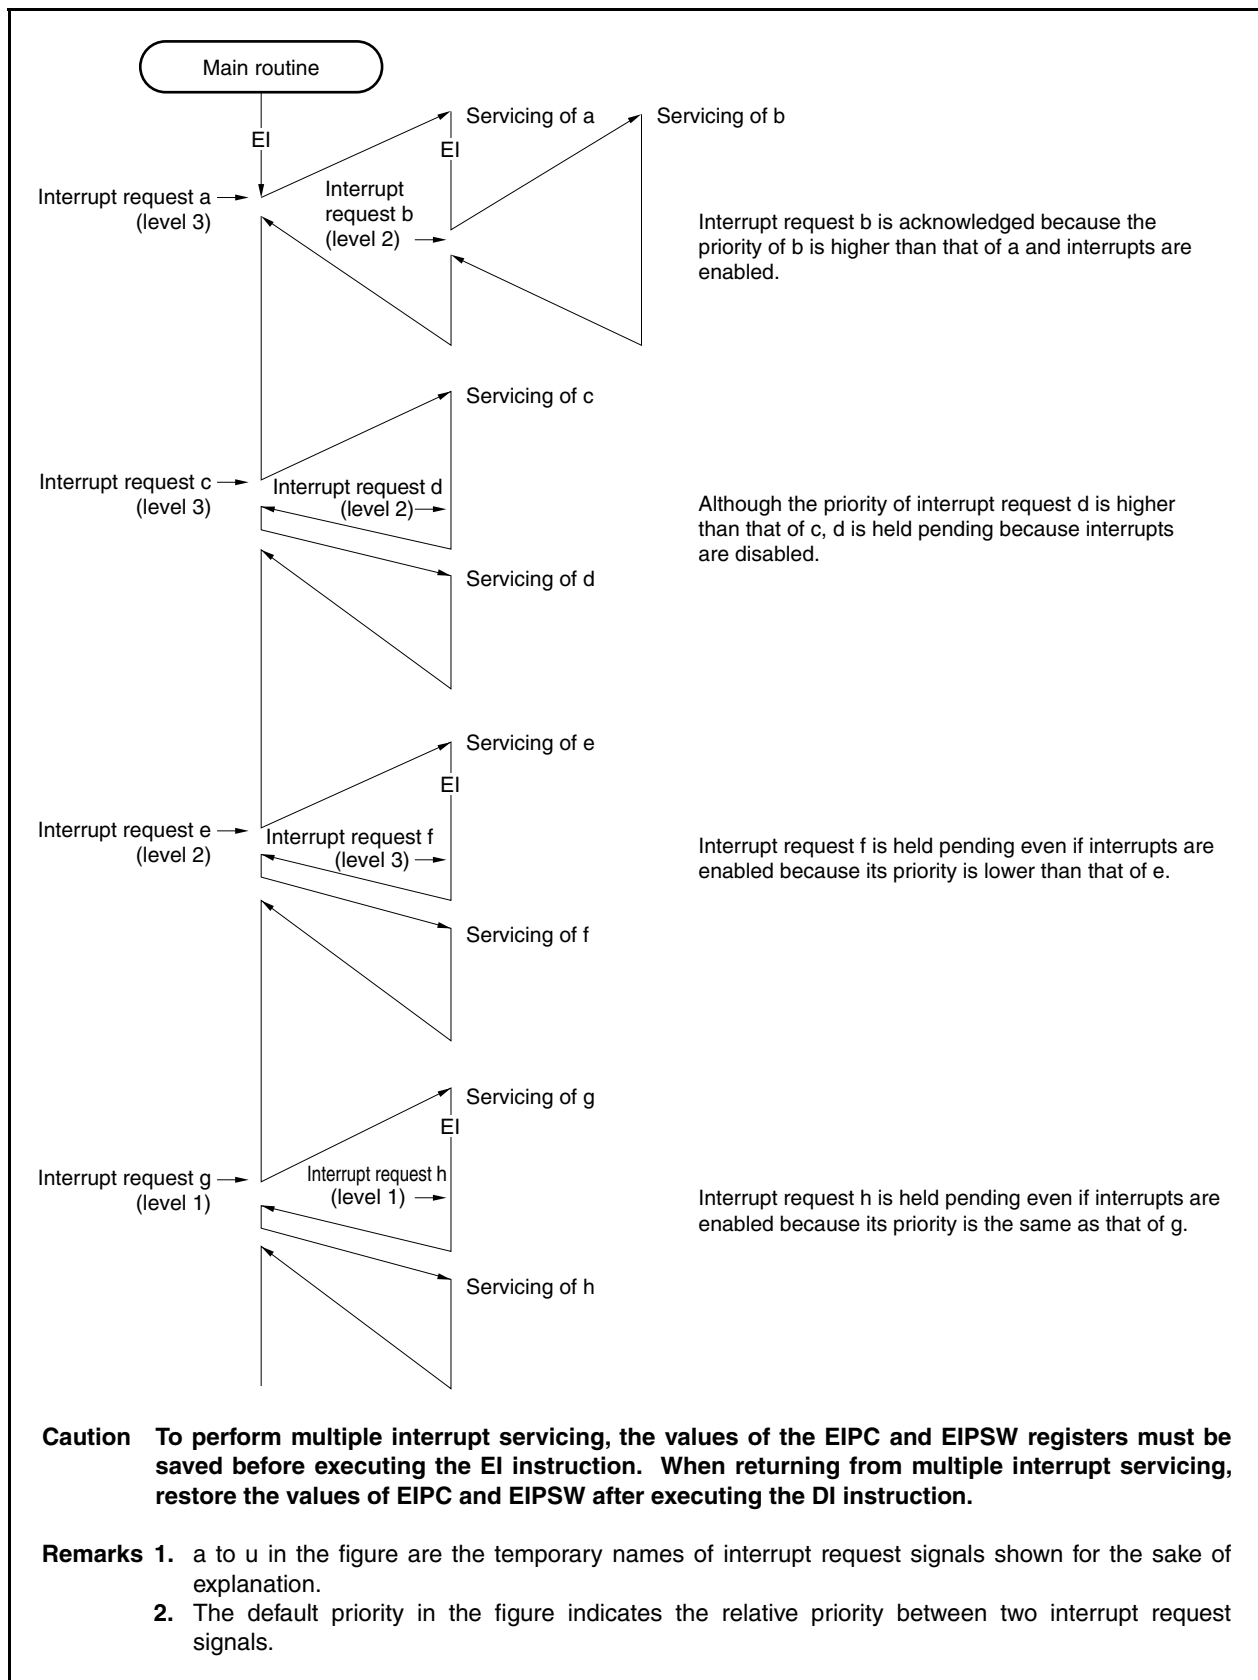 Main routine
EI
Servicing of a
Servicing of b
EI
Interrupt request a
(level 3)
Interrupt
request b
(level 2)
Interrupt request b is acknowledged because the
priority of b is higher than that of a and interrupts are
enabled.
Servicing of c
Interrupt request c
(level 3)
Interrupt request d
(level 2)
Although the priority of interrupt request d is higher
than that of c, d is held pending because interrupts
are disabled.
Servicing of d
Servicing of e
EI
Interrupt request e
(level 2)
Interrupt request f
(level 3)
Interrupt request f is held pending even if interrupts are
enabled because its priority is lower than that of e.
Servicing of f
Servicing of g
EI
Interrupt request g
(level 1)
Interrupt request h
(level 1)
Interrupt request h is held pending even if interrupts are
enabled because its priority is the same as that of g.
Servicing of h
Caution To perform multiple interrupt servicing, the values of the EIPC and EIPSW registers must be
saved before executing the EI instruction. When returning from multiple interrupt servicing,
restore the values of EIPC and EIPSW after executing the DI instruction.
Remarks 1. a to u in the figure are the temporary names of interrupt request signals shown for the sake of
explanation.
2. The default priority in the figure indicates the relative priority between two interrupt request
signals.